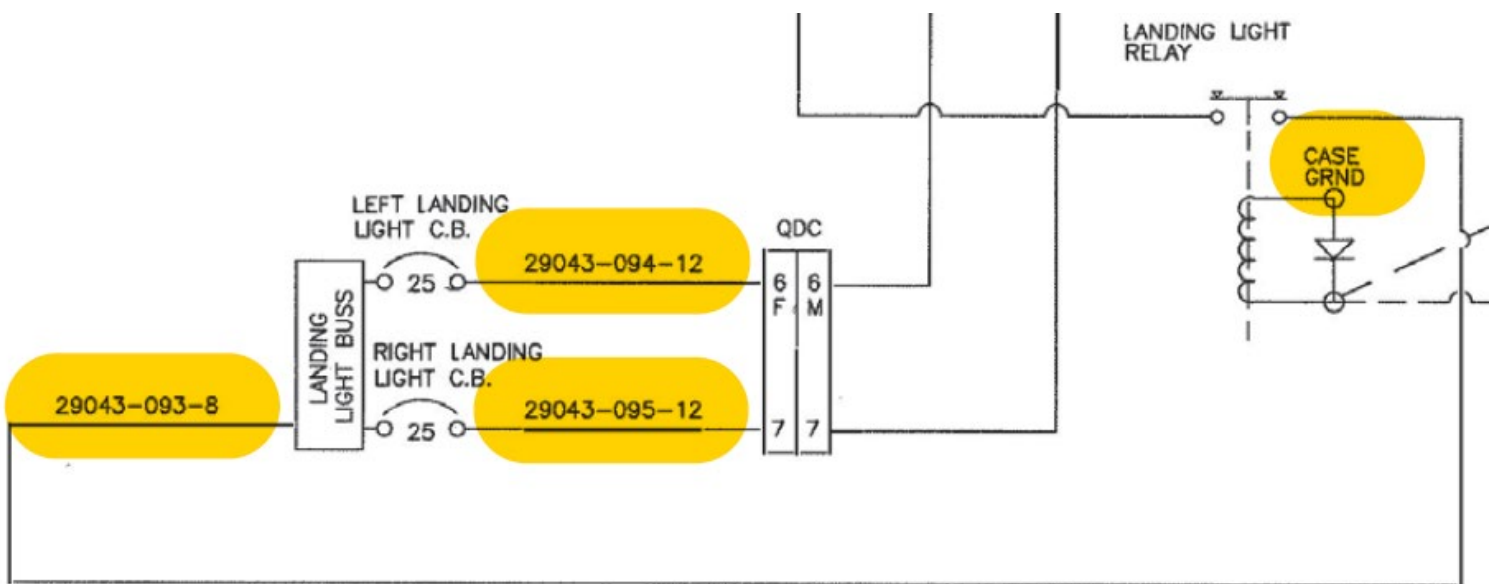 LANDING LIGHT
RELAY
CASE
GRND
LEFT LANDING
LIGHT C.B.
25
29043-094-12
QDC
6 6
F M
LANDING
LIGHT BUSS
RIGHT LANDING
LIGHT C.B.
25
29043-095-12
7 7
29043-093-8